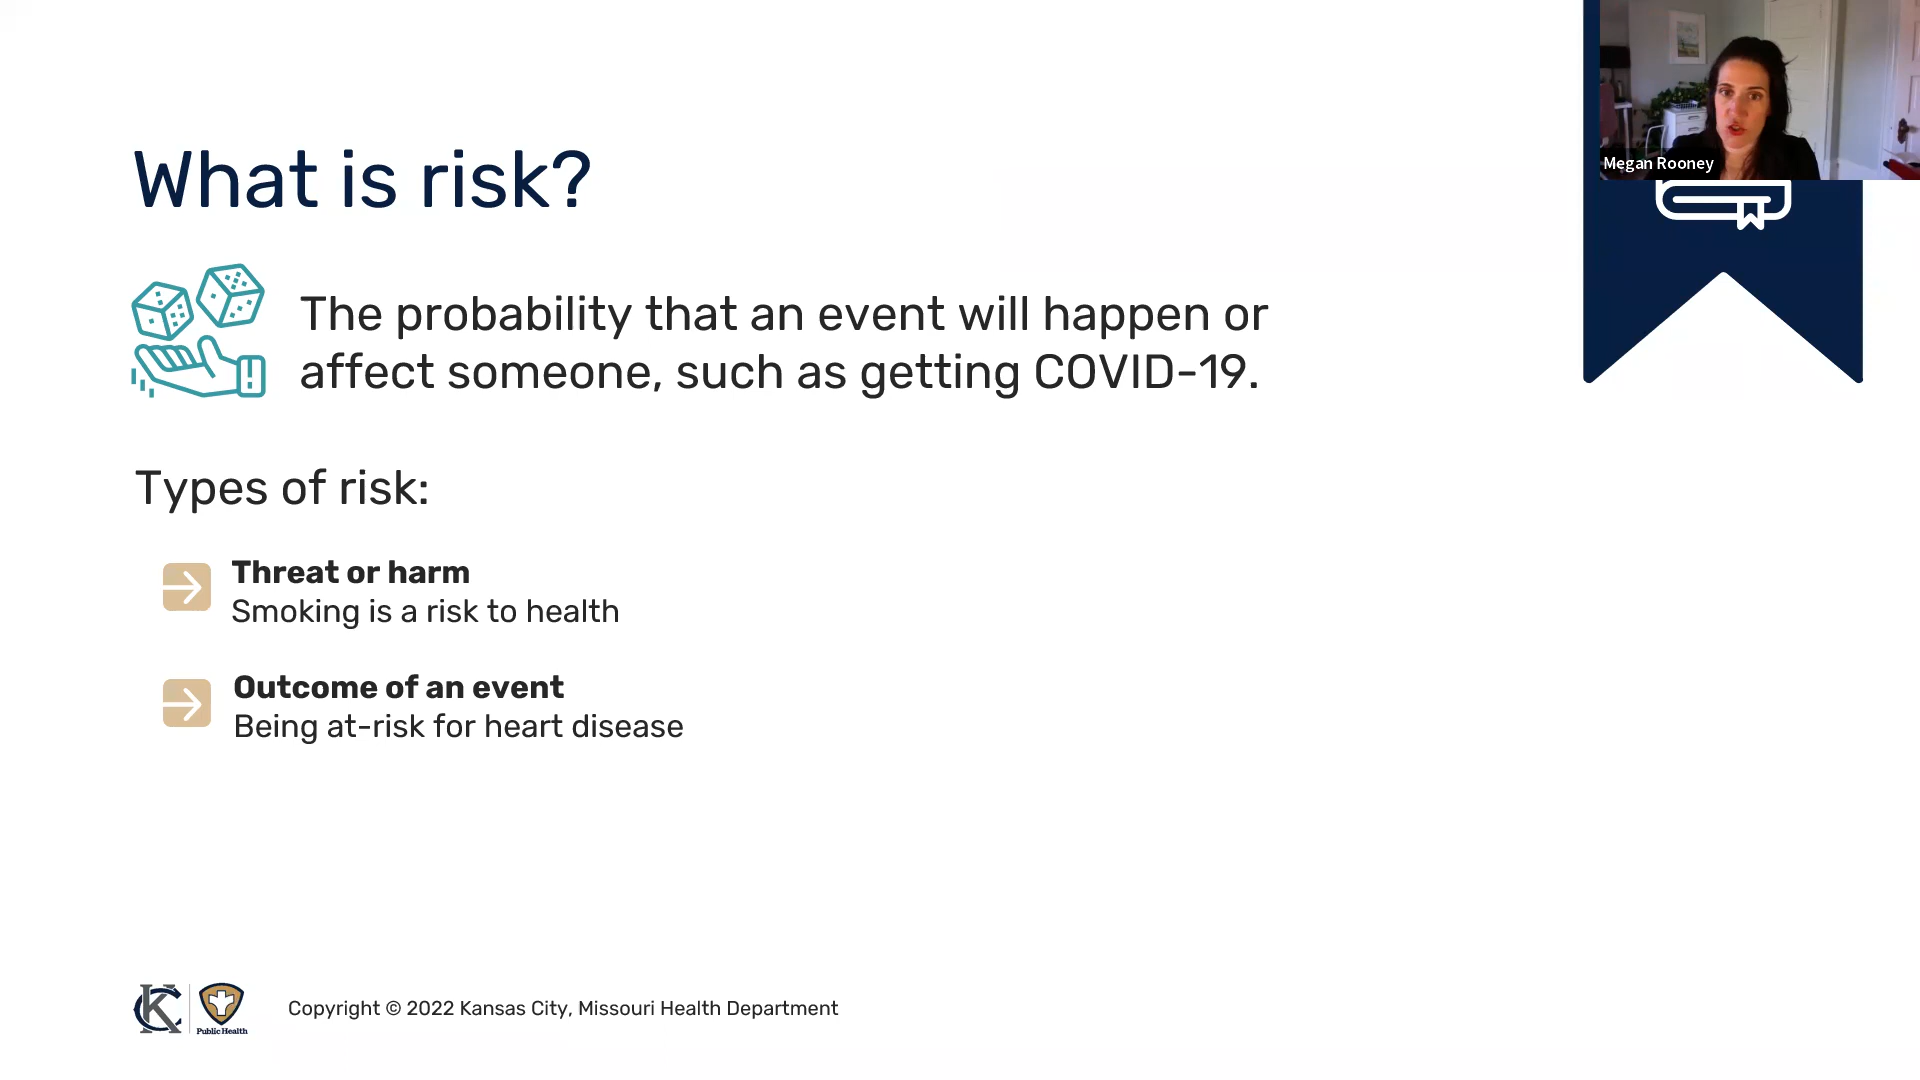 Megan Rooney
What is risk?
The probability that an event will happen or
affect someone, such as getting COVID-19.
Types of risk:
Threat or harm
Smoking is a risk to health
Outcome of an event
Being at-risk for heart disease
KC
Public Health
Copyright © 2022 Kansas City, Missouri Health Department